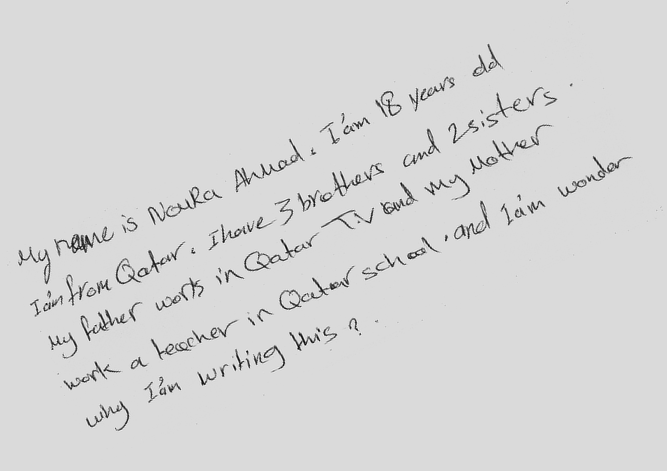 My name is NouRa Ahmad. I'am 18 years old
I'am from Qatar. I have 3 brothers and 2 sisters.
My father works in Qatar T.V and my Mother
work a teacher in Qatar school. and I'am wonder
why I'am writing this?.